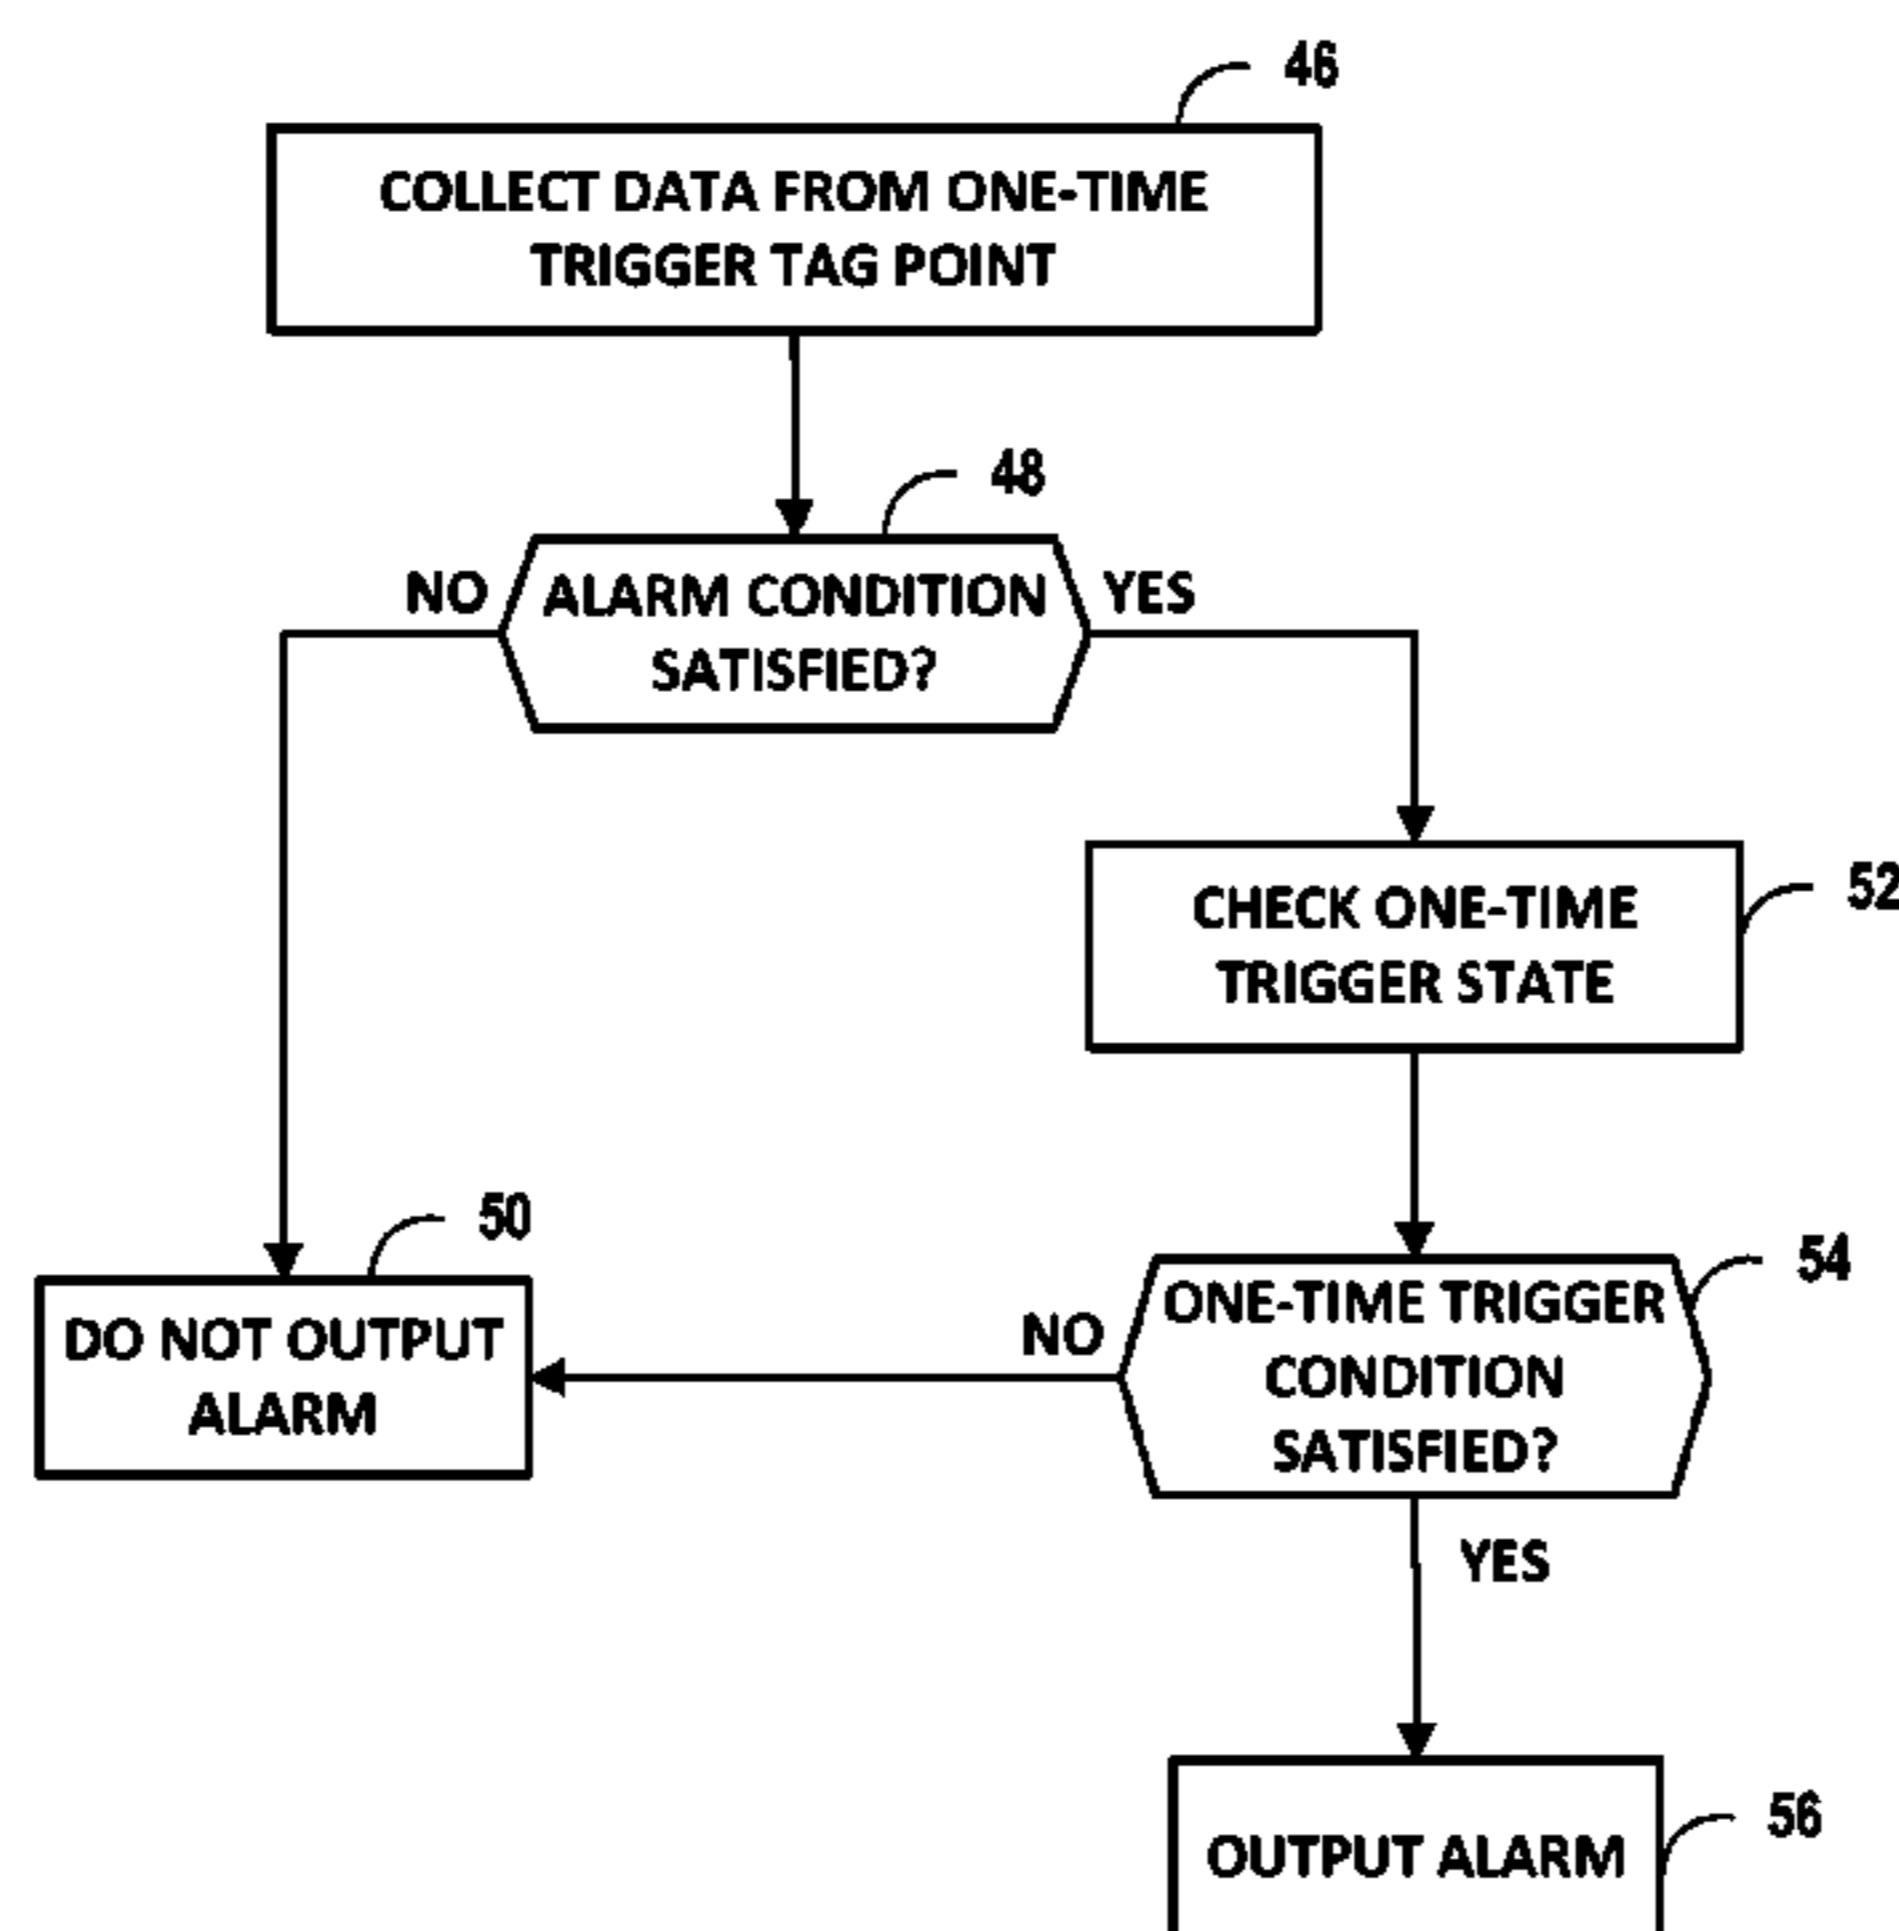 46
COLLECT DATA FROM ONE-TIME
TRIGGER TAG POINT
48
NO
ALARM CONDITION
SATISFIED?
YES
CHECK ONE-TIME
TRIGGER STATE
52
50
DO NOT OUTPUT
ALARM
NO
ONE-TIME TRIGGER
CONDITION
SATISFIED?
54
YES
OUTPUT ALARM
56